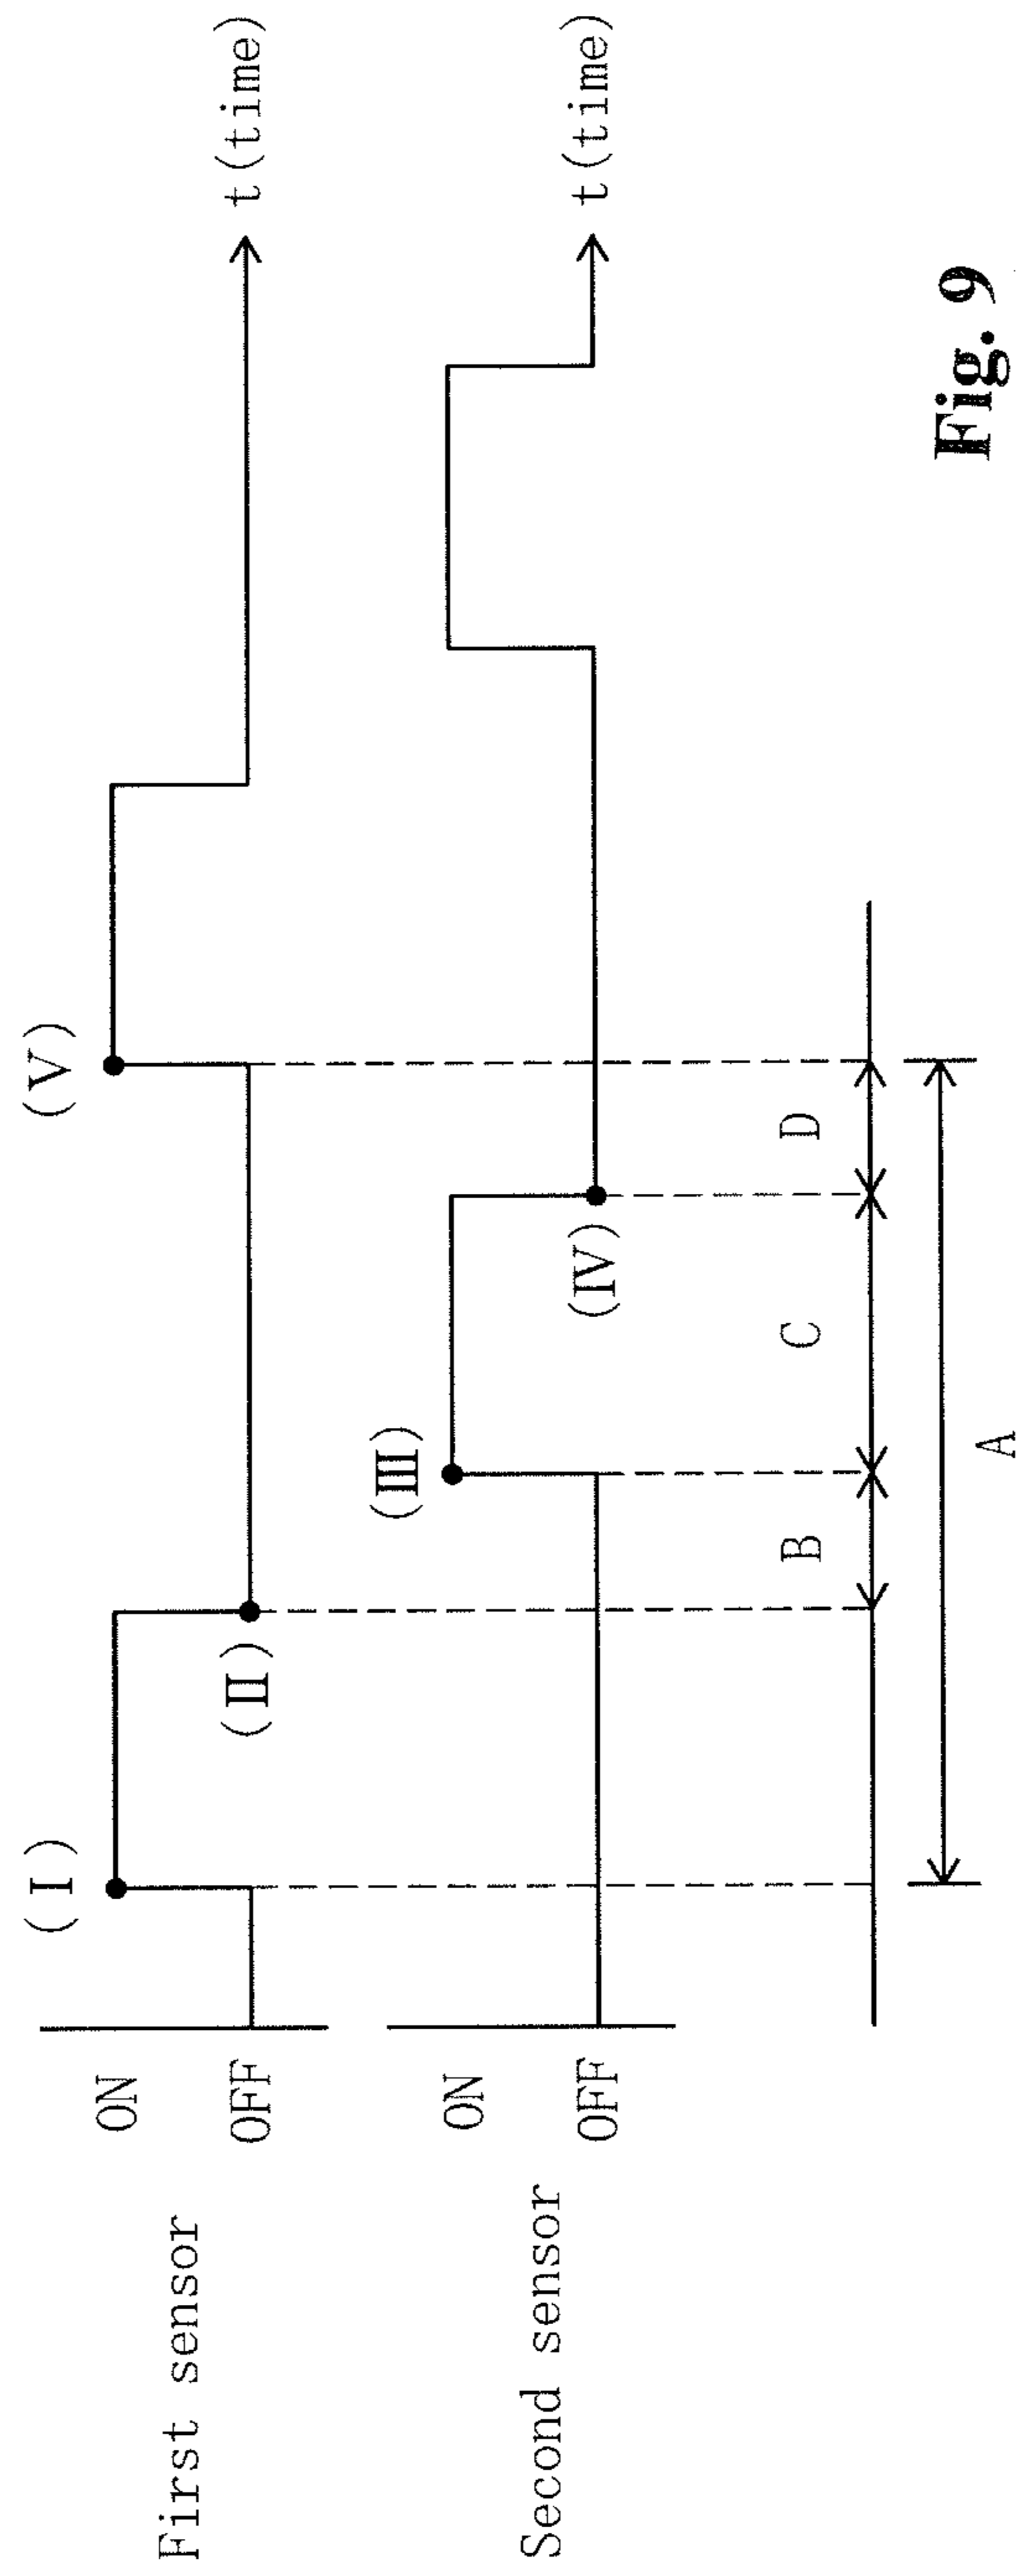 (I)
(V)
ON
(II)
OFF
t(time)
First sensor
(III)
ON
(IV)
OFF
t(time)
Second sensor
B
C
D
A
Fig. 9